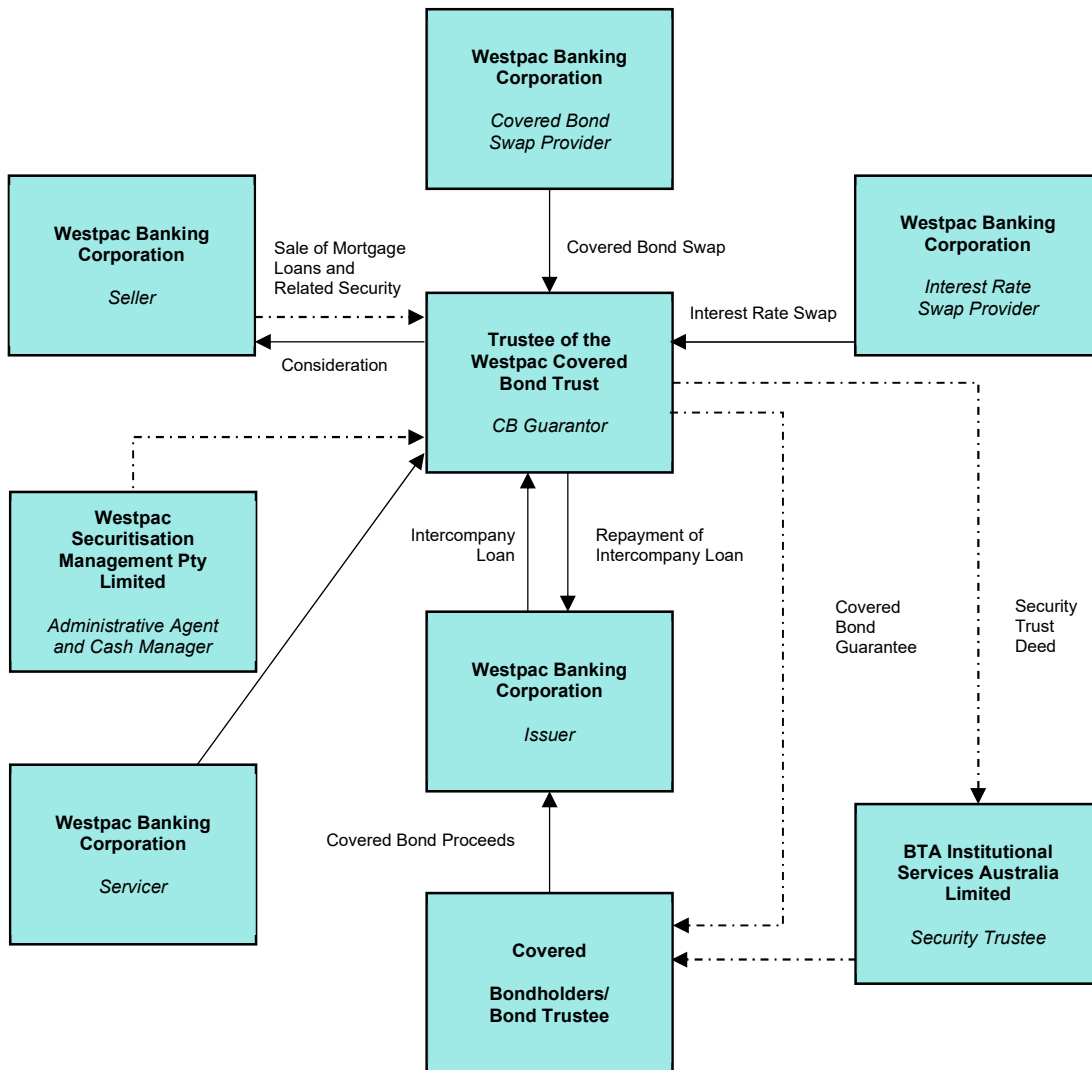 Westpac Banking
Corporation
Covered Bond
Swap Provider
Westpac Banking
Corporation
Seller
Sale of Mortgage
Loans and
Related Security
Covered Bond Swap
Westpac Banking
Corporation
Interest Rate
Swap Provider
Interest Rate Swap
Trustee of the
Westpac Covered
Bond Trust
CB Guarantor
Consideration
Westpac
Securitisation
Management Pty
Limited
Administrative Agent
and Cash Manager
Intercompany
Loan
Repayment of
Intercompany Loan
Covered
Bond
Guarantee
Security
Trust
Deed
Westpac Banking
Corporation
Issuer
Westpac Banking
Corporation
Servicer
Covered Bond Proceeds
BTA Institutional
Services Australia
Limited
Security Trustee
Covered
Bondholders/
Bond Trustee